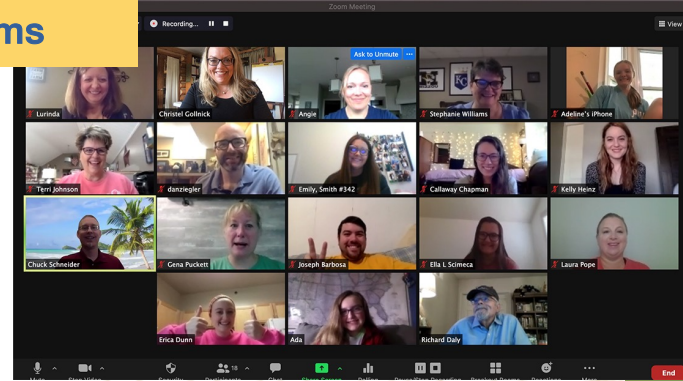 ms
Zoom Meeting
Recording...
View
Ask to Unmute
Lurinda
Christel Gollnick
Angie
Stephanie Williams
Adeline's iPhone
Terri Johnson
danziegler
Emily, Smith #342
Callaway Chapman
Kelly Heinz
Chuck Schneider
Gena Puckett
Joseph Barbosa
Ella L Scimeca
Laura Pope
Erica Dunn
Ada
Richard Daly
18
End